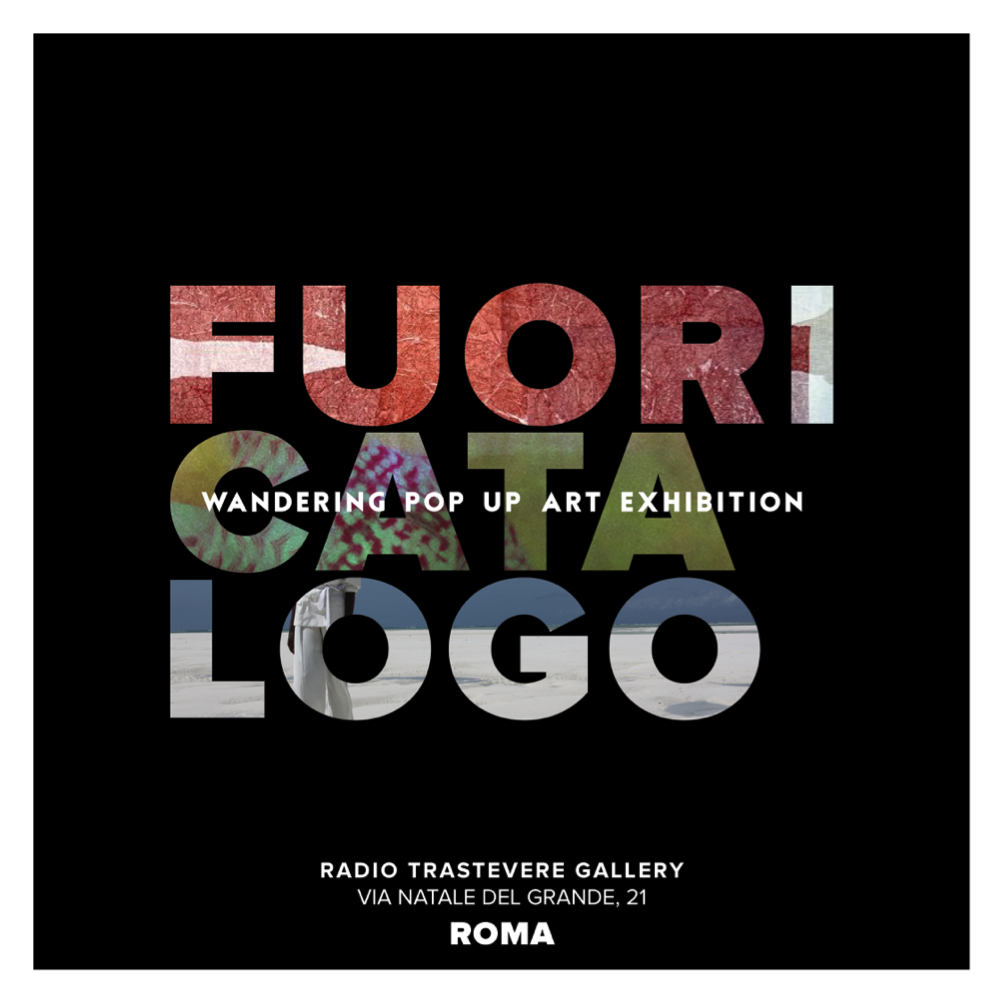 FUORI
CATA
WANDERING POP UP ART EXHIBITION
LOGO
RADIO TRASTEVERE GALLERY
VIA NATALE DEL GRANDE, 21
ROMA